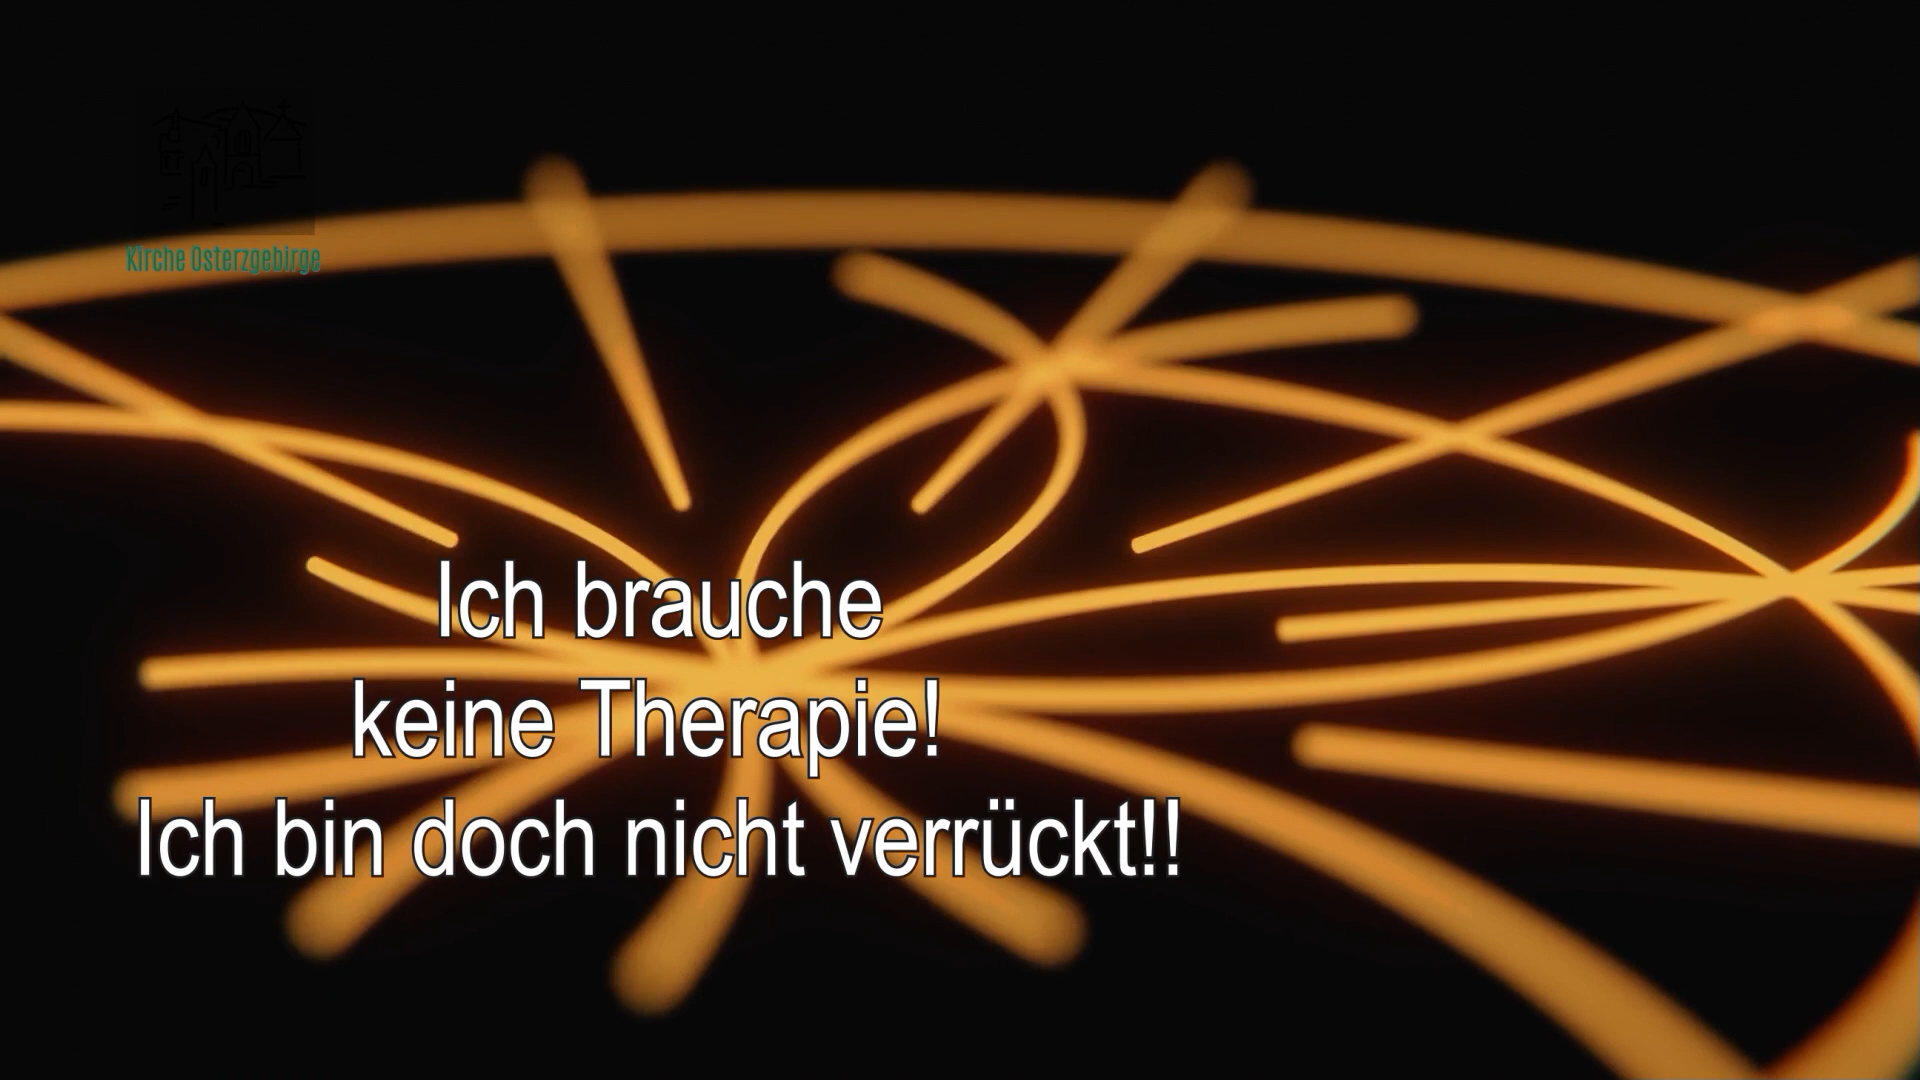 Kirche Osterzgebirge
Ich brauche
keine Therapie!
Ich bin doch nicht verrückt!!